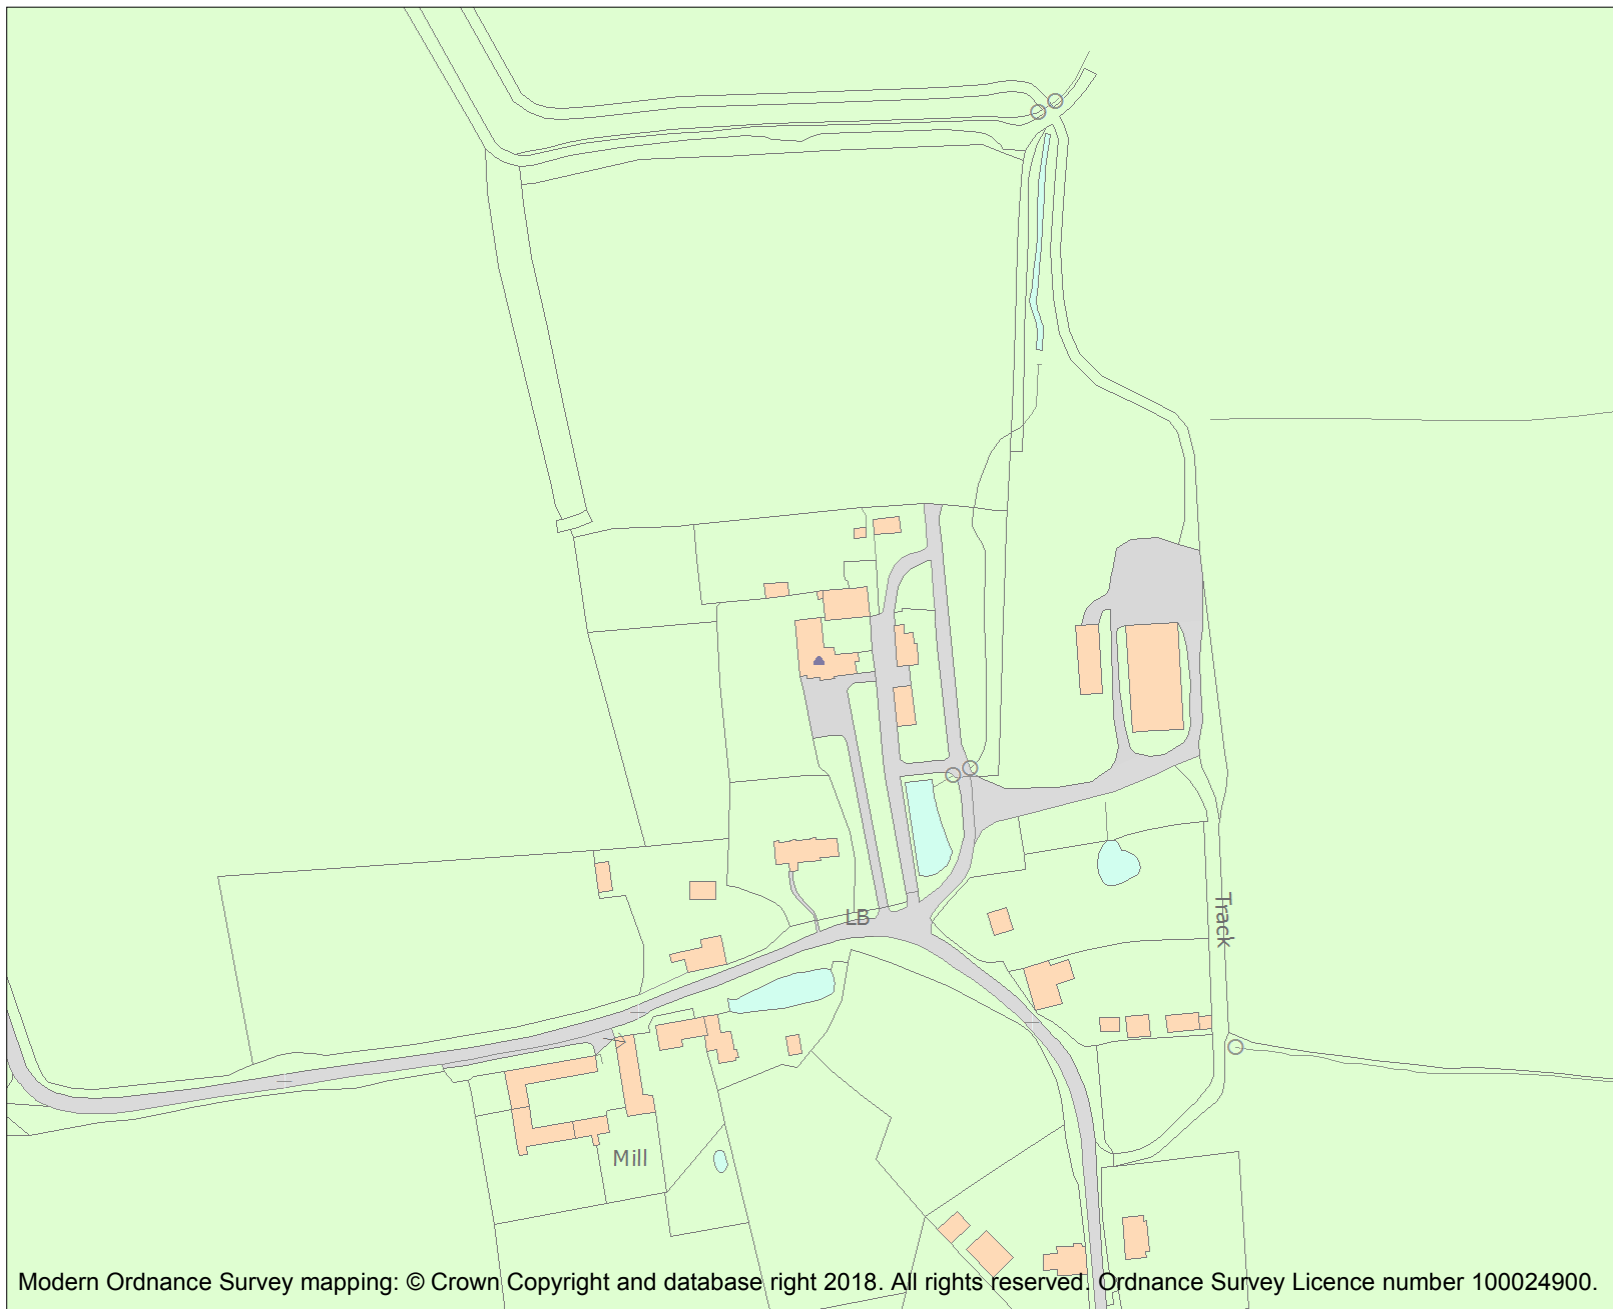 LB
Track
Mill
Modern Ordnance Survey mapping: © Crown Copyright and database right 2018. All rights reserved. Ordnance Survey Licence number 100024900.